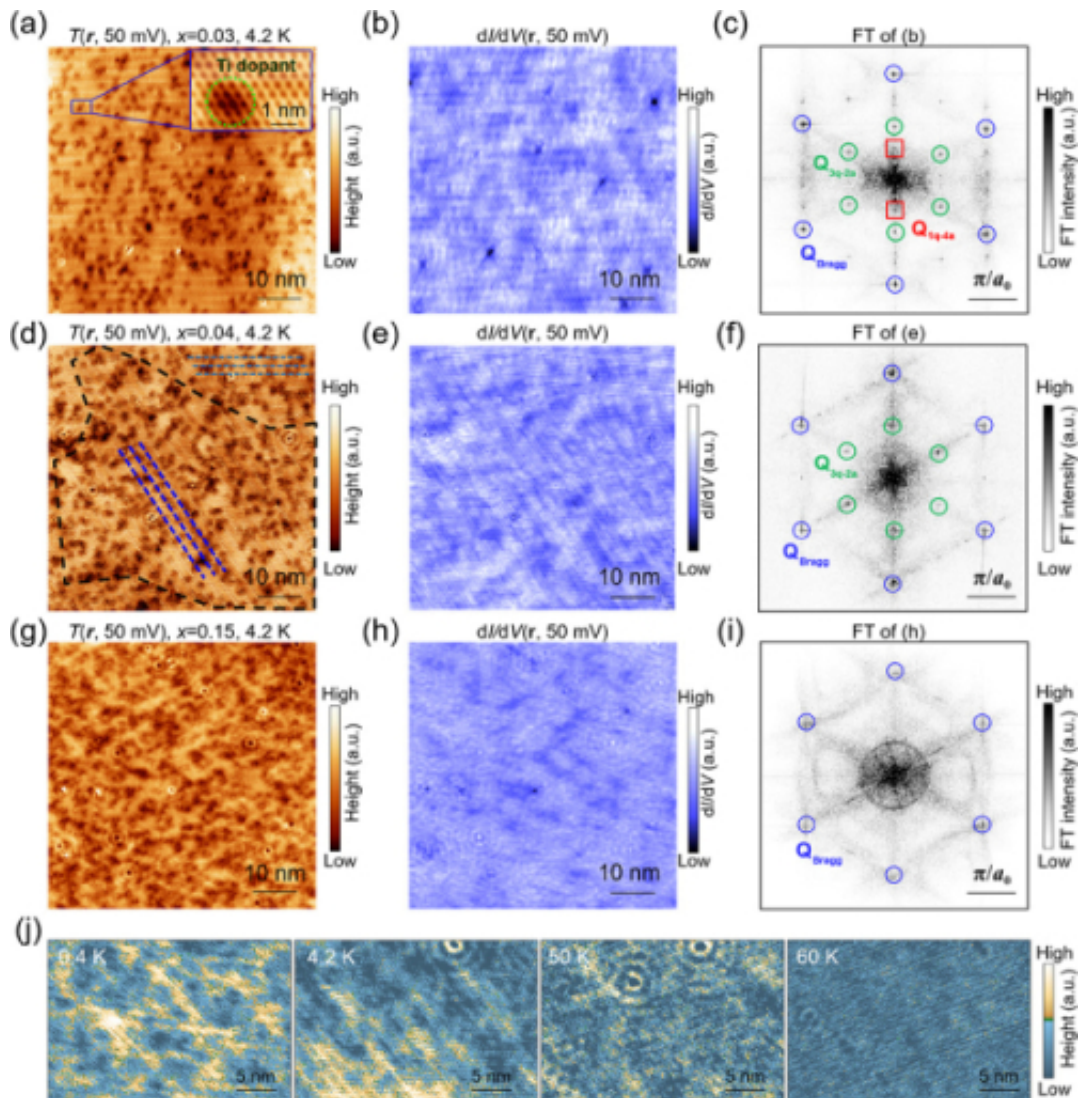 (a) T(r, 50 mV), x=0.03, 4.2 K
Ti dopant
1 nm
10 nm
High
Height (a.u.)
Low
(b) dI/dV(r, 50 mV)
10 nm
High
dI/dV (a.u.)
Low
(c) FT of (b)
Q3q-2a
Q1q-4a
QBragg
π/a0
High
FT intensity (a.u.)
Low
(d) T(r, 50 mV), x=0.04, 4.2 K
10 nm
High
Height (a.u.)
Low
(e) dI/dV(r, 50 mV)
10 nm
High
dI/dV (a.u.)
Low
(f) FT of (e)
Q3q-2a
QBragg
π/a0
High
FT intensity (a.u.)
Low
(g) T(r, 50 mV), x=0.15, 4.2 K
10 nm
High
Height (a.u.)
Low
(h) dI/dV(r, 50 mV)
10 nm
High
dI/dV (a.u.)
Low
(i) FT of (h)
QBragg
π/a0
High
FT intensity (a.u.)
Low
(j)
0.4 K
5 nm
4.2 K
5 nm
50 K
5 nm
60 K
5 nm
High
Height (a.u.)
Low